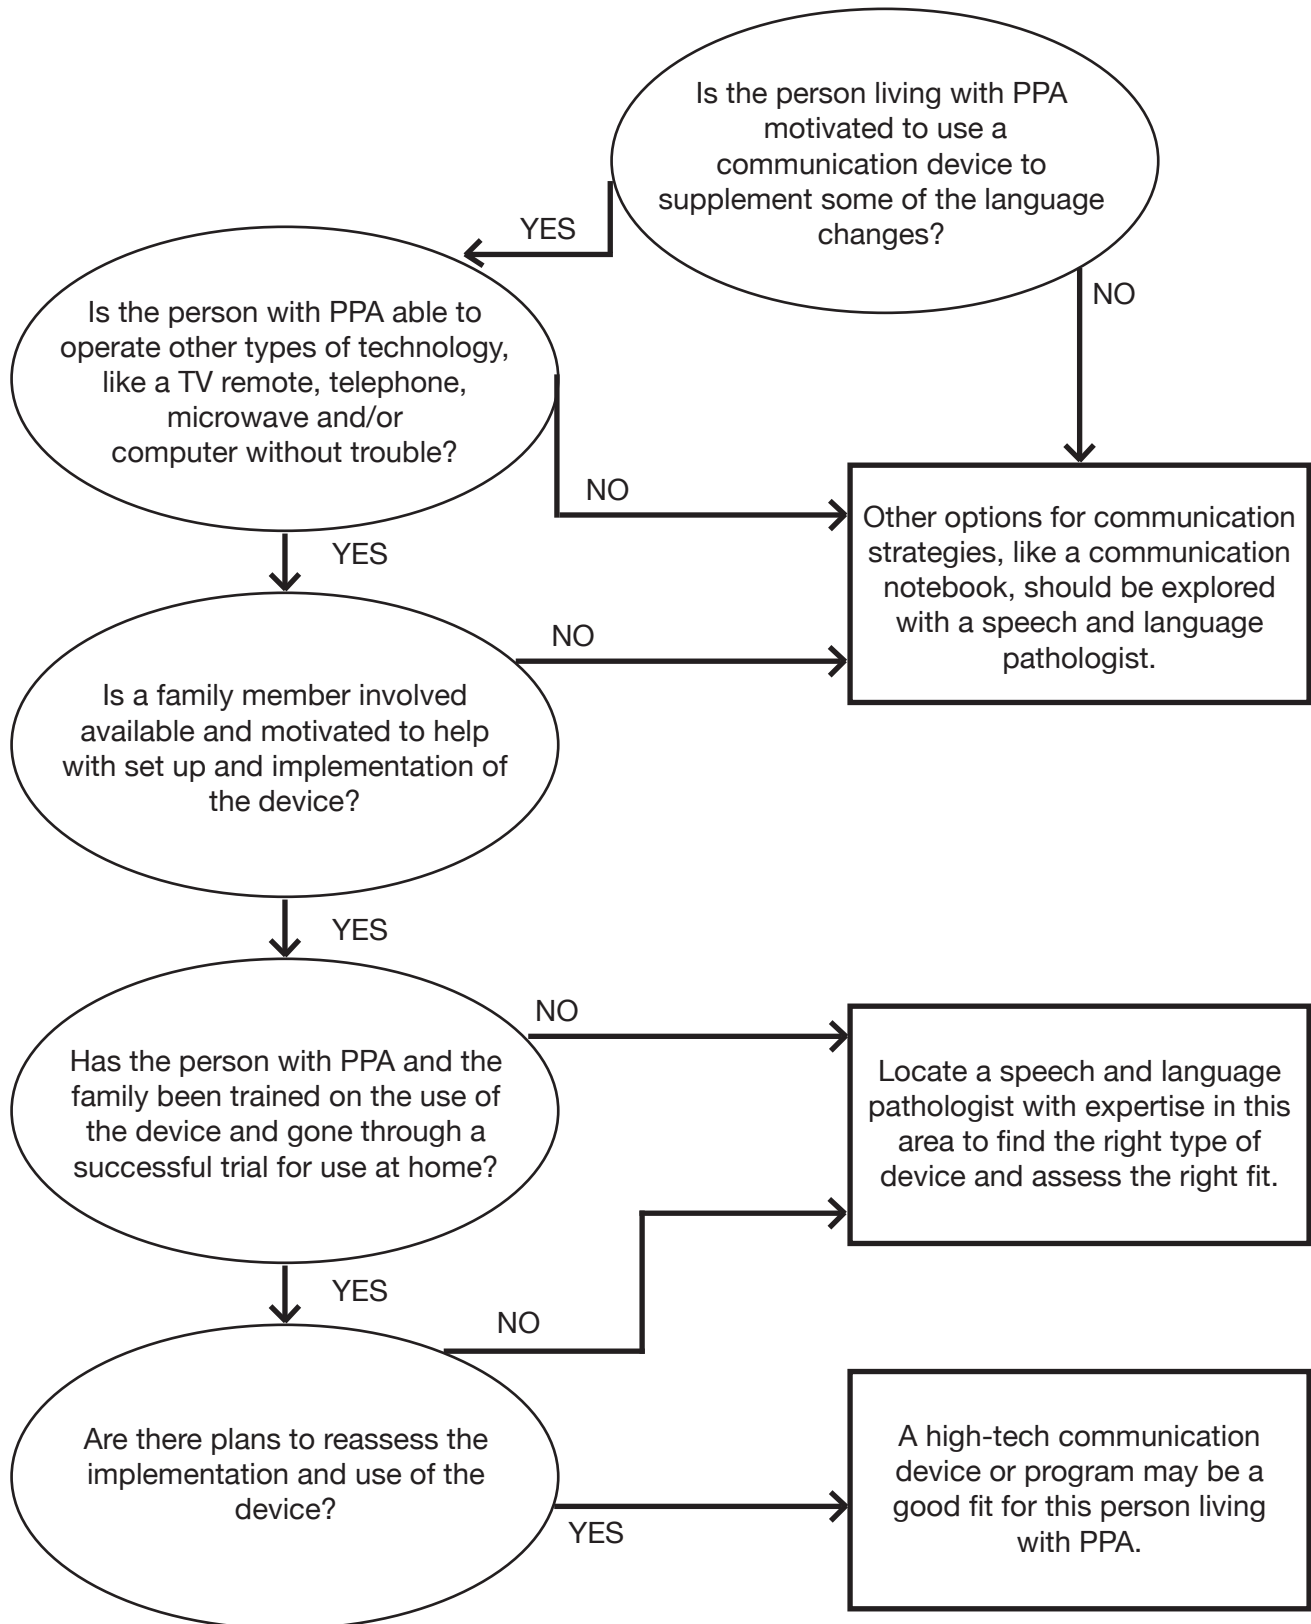 Is the person living with PPA
motivated to use a
communication device to
supplement some of the language
changes?
YES
NO
Is the person with PPA able to
operate other types of technology,
like a TV remote, telephone,
microwave and/or
computer without trouble?
NO
YES
Other options for communication
strategies, like a communication
notebook, should be explored
with a speech and language
pathologist.
NO
Is a family member involved
available and motivated to help
with set up and implementation of
the device?
YES
NO
Has the person with PPA and the
family been trained on the use of
the device and gone through a
successful trial for use at home?
Locate a speech and language
pathologist with expertise in this
area to find the right type of
device and assess the right fit.
YES
NO
Are there plans to reassess the
implementation and use of the
device?
YES
A high-tech communication
device or program may be a
good fit for this person living
with PPA.